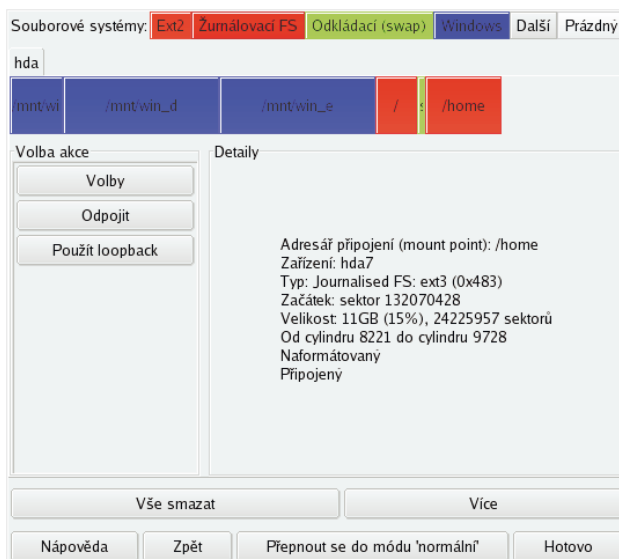 Souborové systémy: Ext2 Žurnálovací FS Odkládací (swap) Windows Další Prázdný
hda
/mnt/wi /mnt/win_d /mnt/win_e / s /home
Volba akce
Detaily
Volby
Odpojit
Použít loopback
Adresář připojení (mount point): /home
Zařízení: hda7
Typ: Journalised FS: ext3 (0x483)
Začátek: sektor 132070428
Velikost: 11GB (15%), 24225957 sektorů
Od cylindru 8221 do cylindru 9728
Naformátovaný
Připojený
Vše smazat Více
Nápověda Zpět Přepnout se do módu 'normální' Hotovo